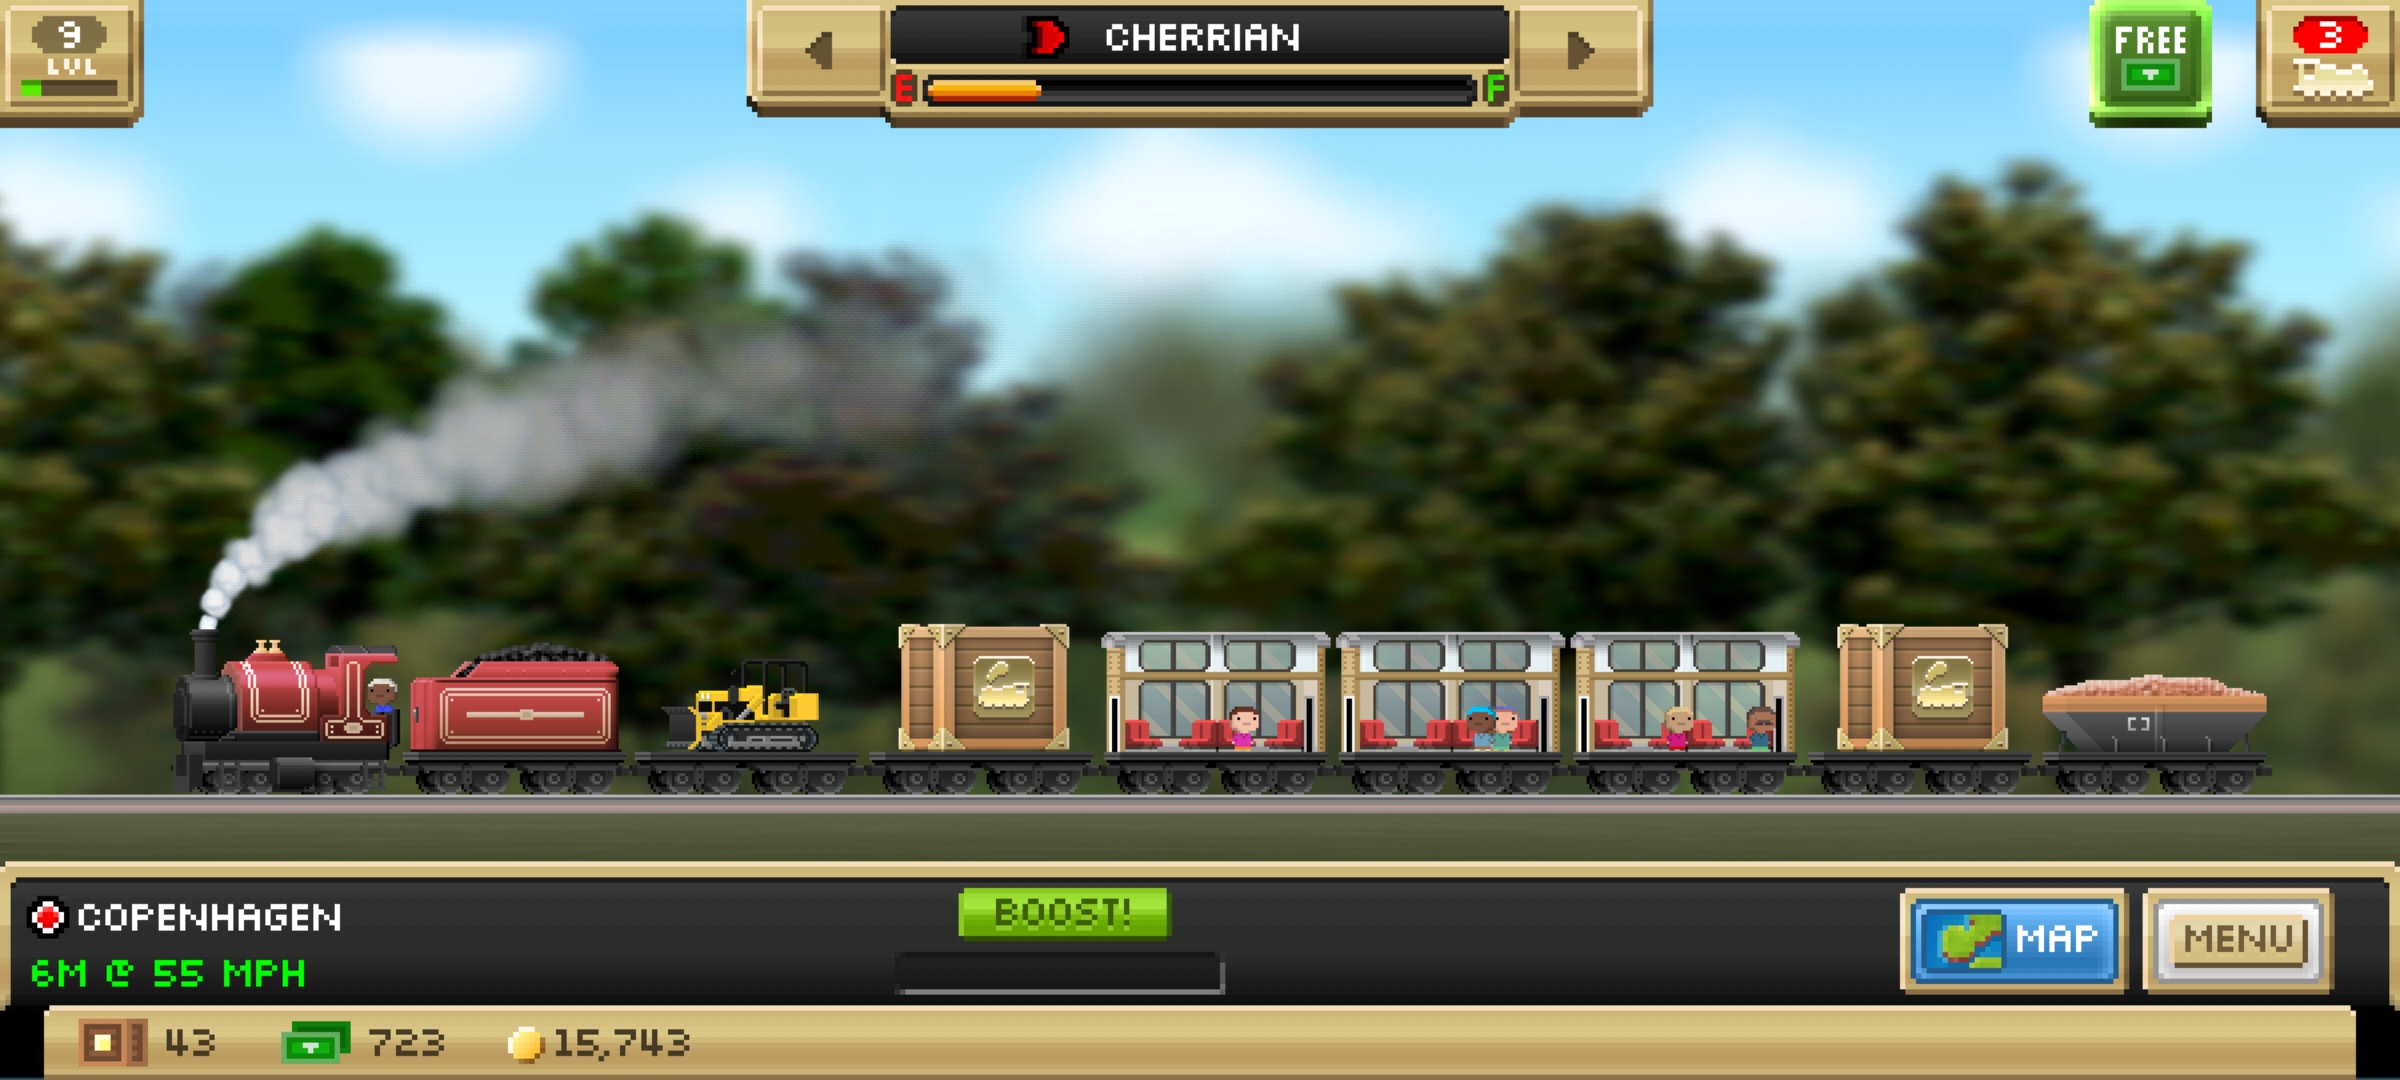 9
LVL
CHERRIAN
E F
FREE
3
COPENHAGEN
6M @ 55 MPH
BOOST!
MAP
MENU
43 723 15,743